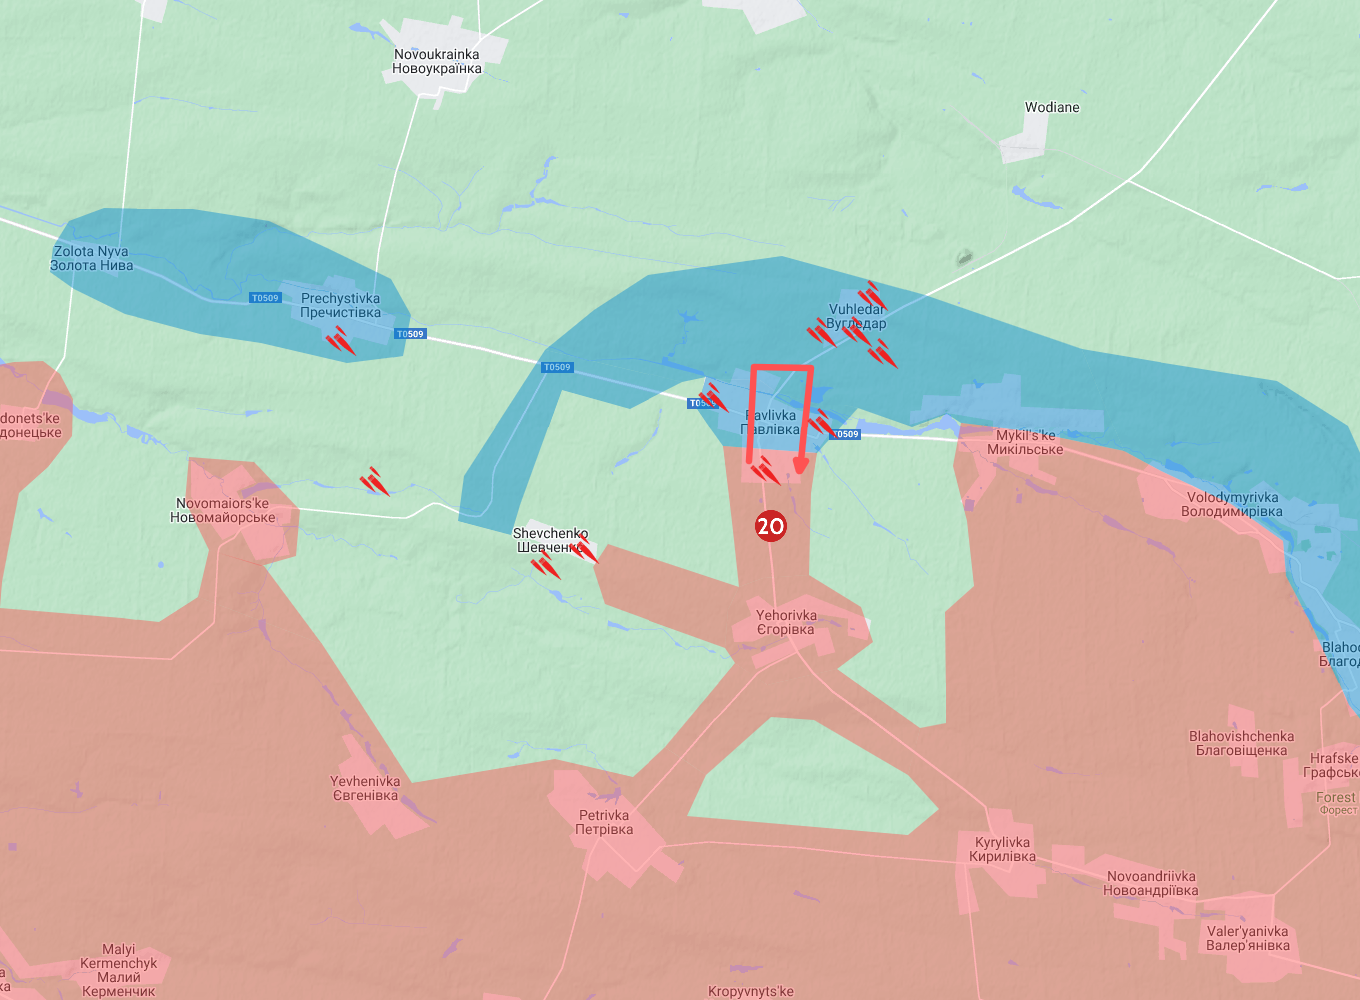 Novoukrainka
Новоукраїнка
Wodiane
Zolota Nyva
Золота Нива
T0509
Prechystivka
Пречистівка
T0509
Vuhledar
Вугледар
T0509
Pavlivka
Павлівка
T0509
donets'ke
донецьке
Mykil's'ke
Микільське
Novomaiors'ke
Новомайорське
Volodymyrivka
Володимирівка
Shevchenko
Шевченко
20
Yehorivka
Єгорівка
Blaho
Благод
Blahovishchenka
Благовіщенка
Hrafske
Графськ
Yevhenivka
Євгенівка
Forest
Форест
Petrivka
Петрівка
Kyrylivka
Кирилівка
Novoandriivka
Новоандріївка
Valer'yanivka
Валер'янівка
Malyi
Kermenchyk
Малий
Керменчик
Kropyvnyts'ke